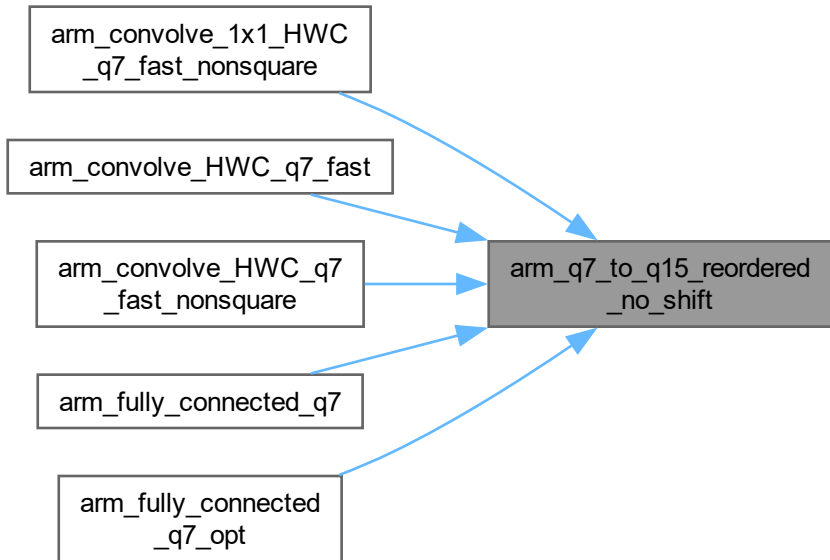 arm_convolve_1x1_HWC
_q7_fast_nonsquare
arm_convolve_HWC_q7_fast
arm_convolve_HWC_q7
_fast_nonsquare
arm_q7_to_q15_reordered
_no_shift
arm_fully_connected_q7
arm_fully_connected
_q7_opt